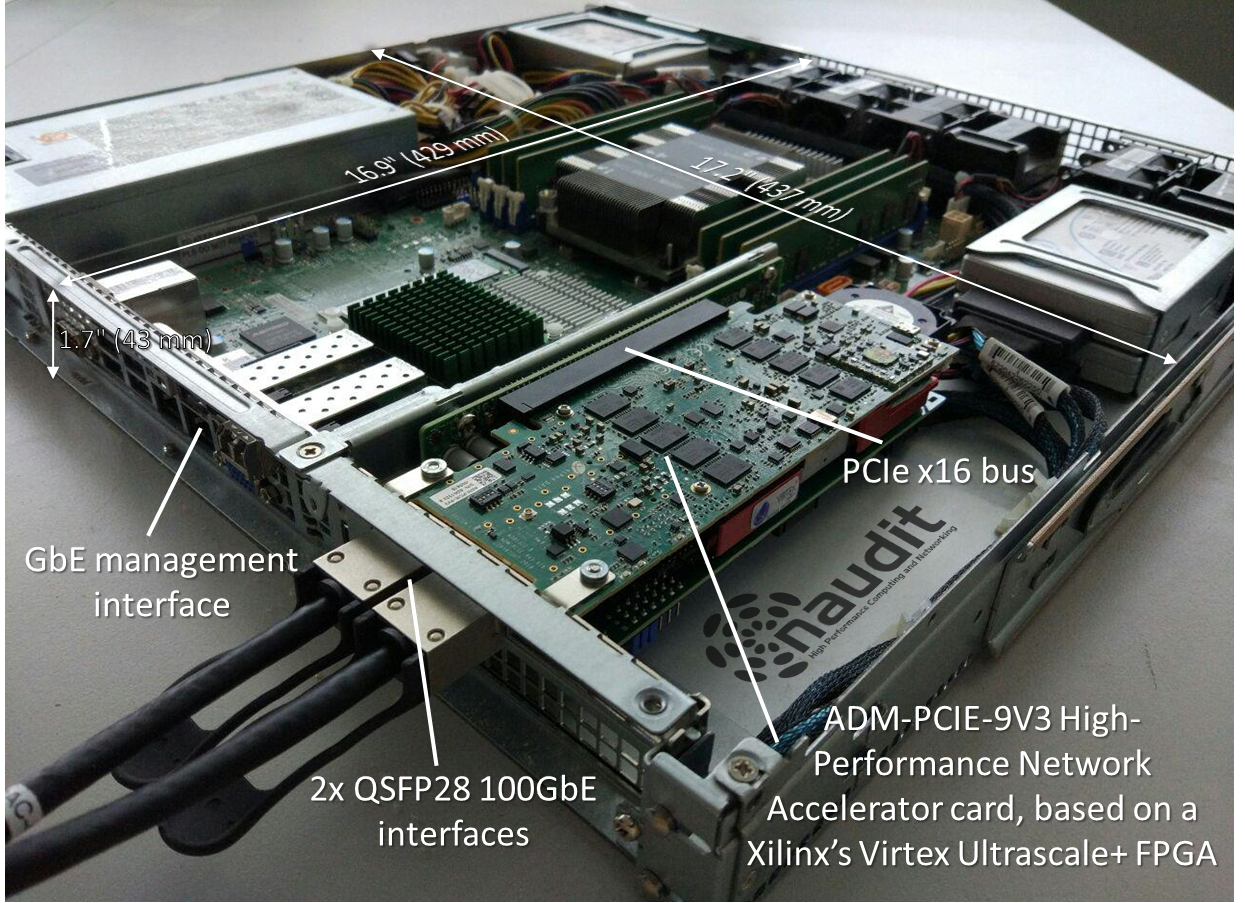 16.9" (429 mm)
17.2" (437 mm)
1.7" (43 mm)
PCIe x16 bus
GbE management
interface
naudit
High Performance Computing and Networking
2x QSFP28 100GbE
interfaces
ADM-PCIE-9V3 High-
Performance Network
Accelerator card, based on a
Xilinx's Virtex Ultrascale+ FPGA